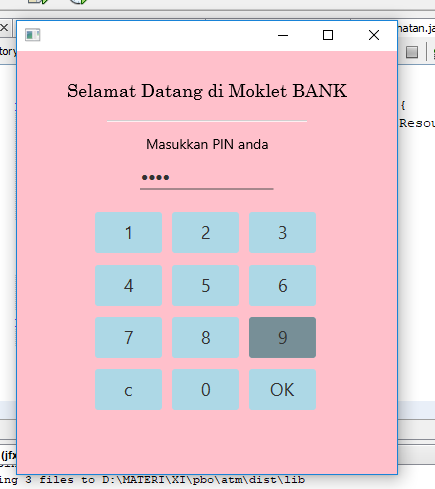 natan.ja
tory
{
Resou
Selamat Datang di Moklet BANK
Masukkan PIN anda
••••
1 2 3
4 5 6
7 8 9
c 0 OK
(jfx
ing 3 files to D:\MATERI\XI\pbo\atm\dist\lib